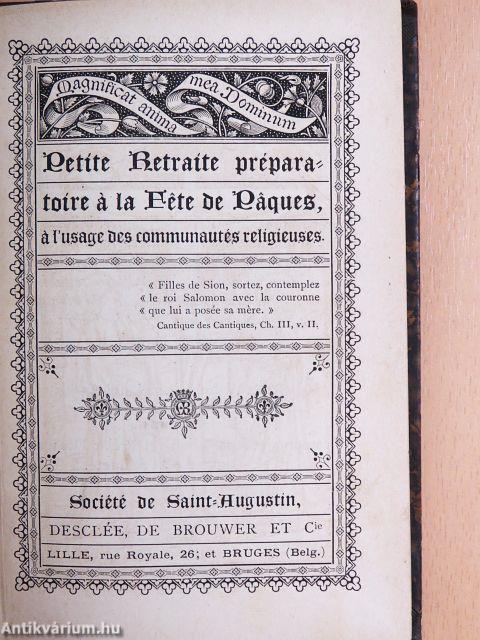 Magnificat anima
mea Dominum
Petite Retraite prépara=
toire à la Fête de Pâques,
à l'usage des communautés religieuses.
« Filles de Sion, sortez, contemplez
« le roi Salomon avec la couronne
« que lui a posée sa mère. »
Cantique des Cantiques, Ch. III, v. II.
Société de Saint-Augustin,
DESCLÉE, DE BROUWER ET Cie
LILLE, rue Royale, 26; et BRUGES (Belg.)
Antikvárium.hu